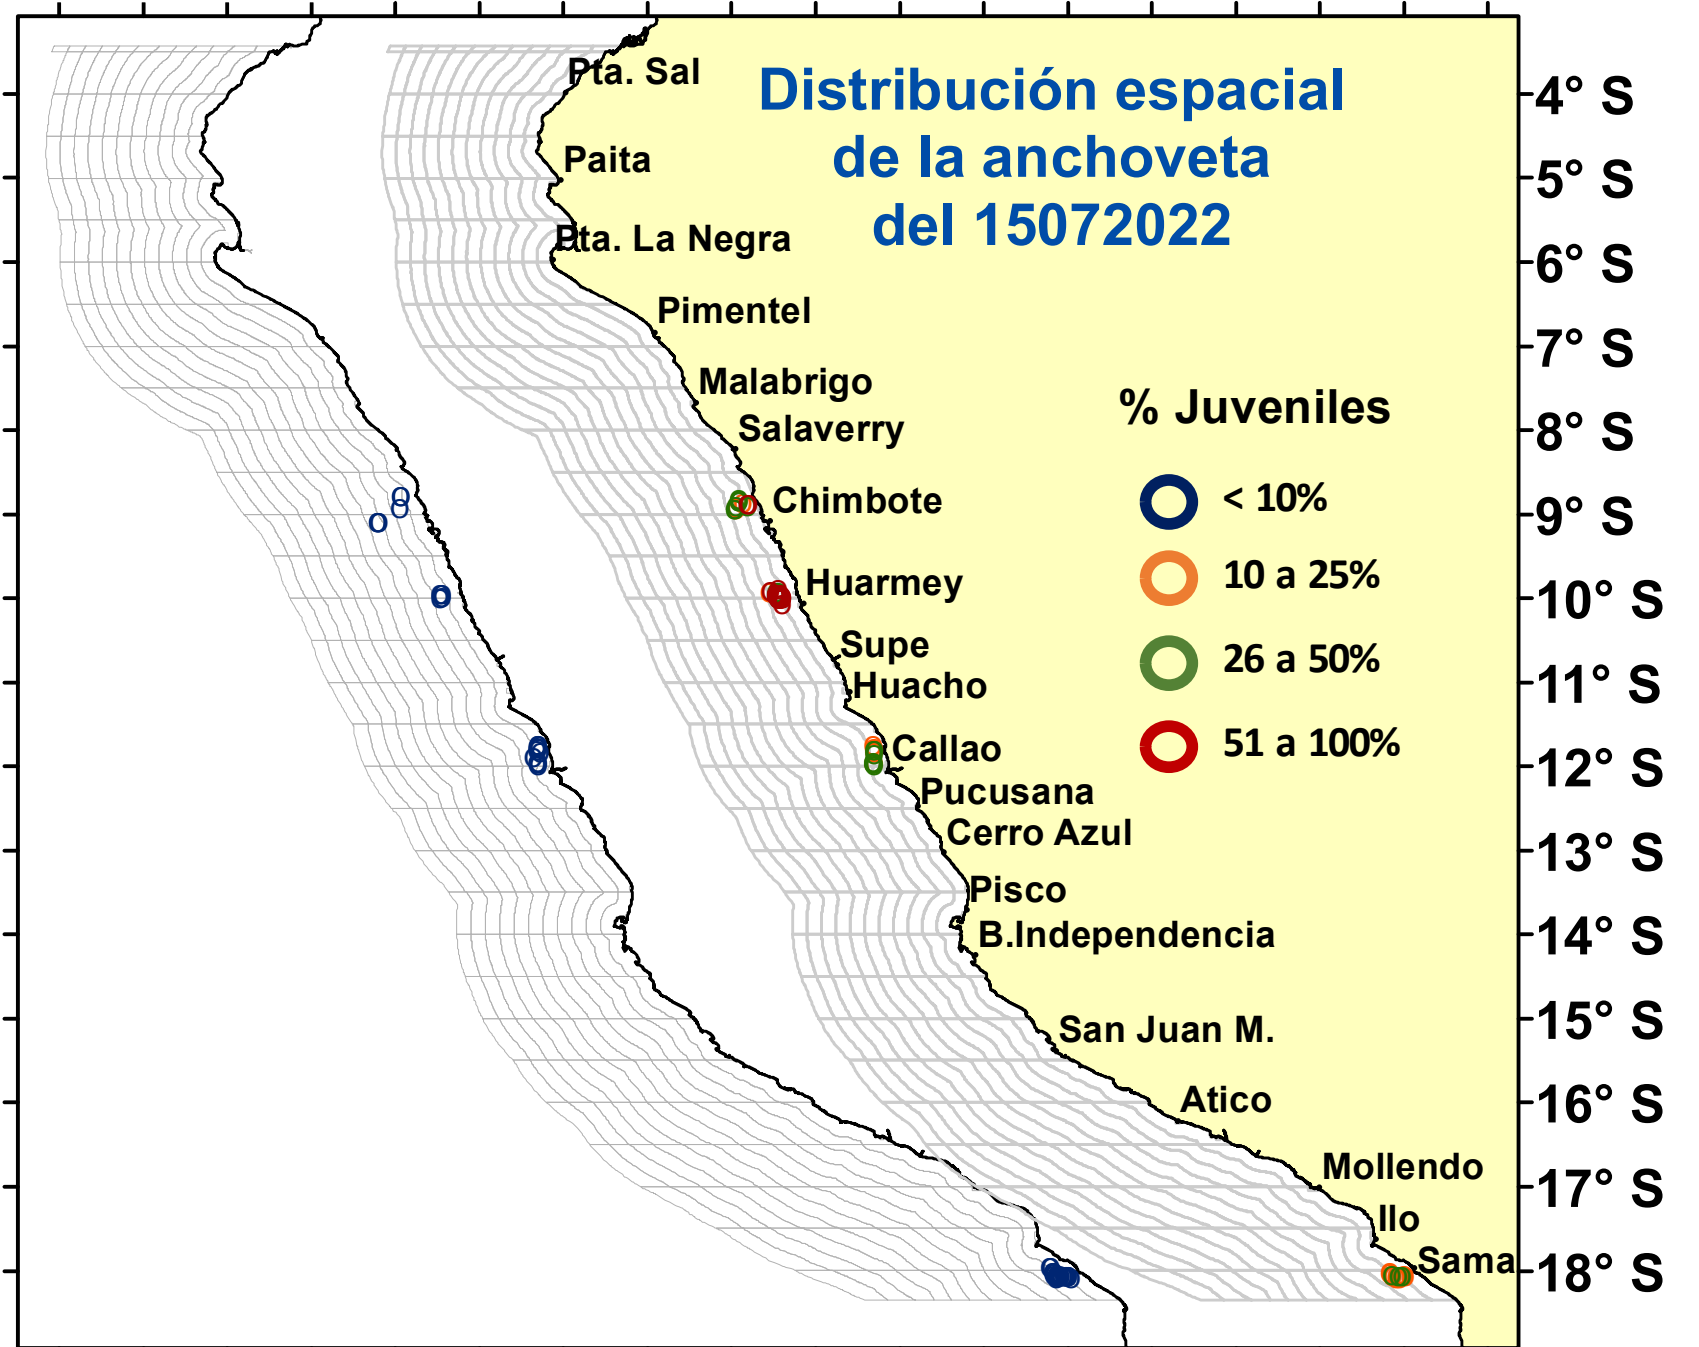 Distribución espacial
de la anchoveta
del 15072022
Pta. Sal
Paita
Pta. La Negra
Pimentel
Malabrigo
Salaverry
Chimbote
Huarmey
Supe
Huacho
Callao
Pucusana
Cerro Azul
Pisco
B.Independencia
San Juan M.
Atico
Mollendo
Ilo
Sama
% Juveniles
< 10%
10 a 25%
26 a 50%
51 a 100%
4° S
5° S
6° S
7° S
8° S
9° S
10° S
11° S
12° S
13° S
14° S
15° S
16° S
17° S
18° S